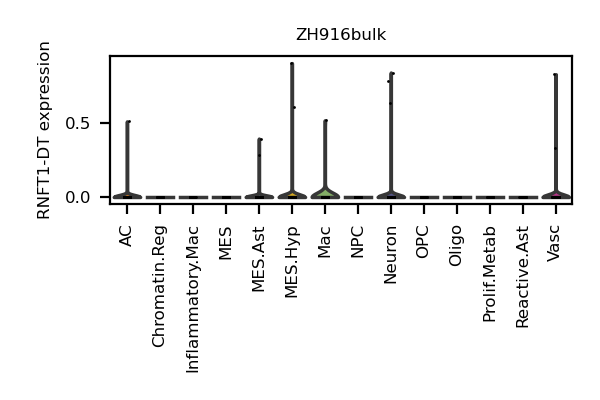 ZH916bulk
RNFT1-DT expression
0.5
0.0
AC
Chromatin.Reg
Inflammatory.Mac
MES
MES.Ast
MES.Hyp
Mac
NPC
Neuron
OPC
Oligo
Prolif.Metab
Reactive.Ast
Vasc